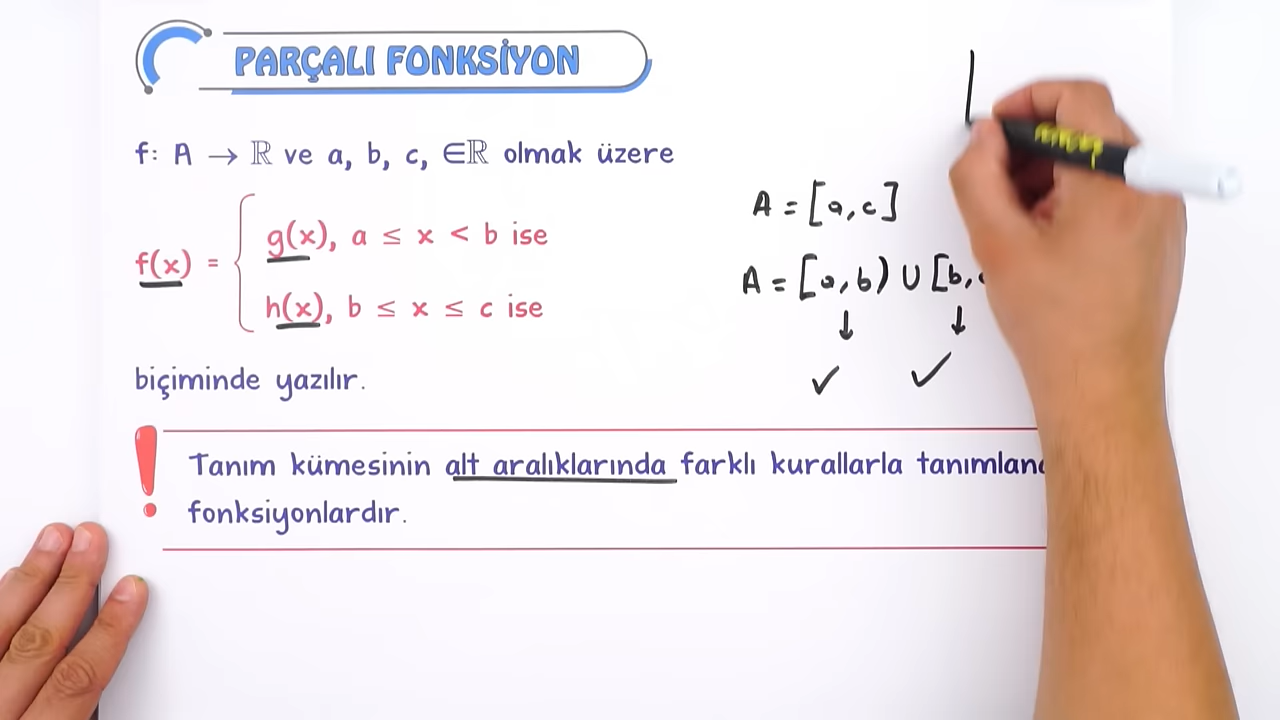 PARÇALI FONKSİYON
f: A → ℝ ve a, b, c, ∈ℝ olmak üzere
f(x) = { g(x), a ≤ x < b ise
h(x), b ≤ x ≤ c ise
biçiminde yazılır.
A = [a,c]
A = [a,b) ∪ [b,
↓ ↓
✓ ✓
! Tanım kümesinin alt aralıklarında farklı kurallarla
fonksiyonlardır.